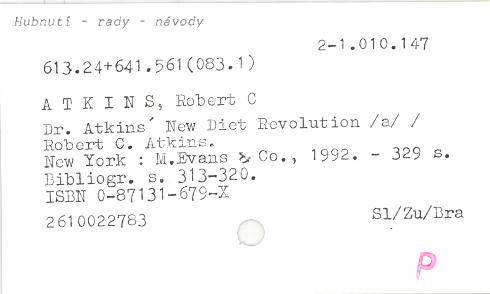 Hubnutí - rady - návody
2-1.010.147
613.24+641.561(083.1)
A T K I N S, Robert C
Dr. Atkins´ New Diet Revolution /a/ /
Robert C. Atkins.
New York : M.Evans & Co., 1992. - 329 s.
Bibliogr. s. 313-320.
ISBN 0-87131-679-X
2610022783
Sl/Zu/Bra
P